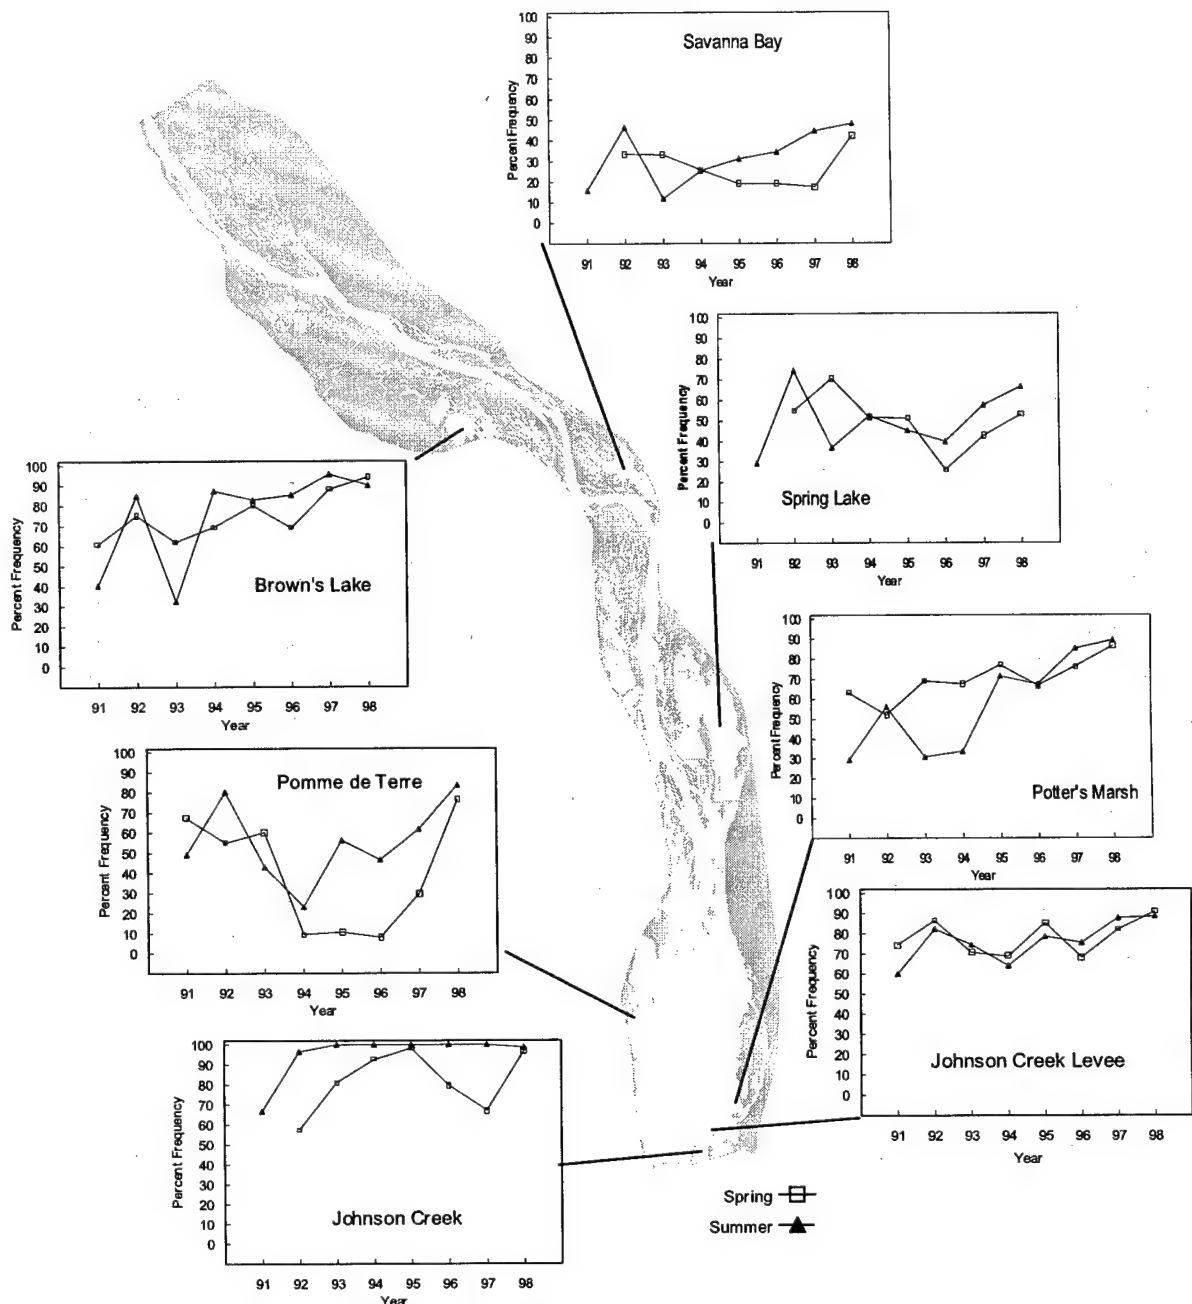 Savanna Bay
Percent Frequency
100
90
80
70
60
50
40
30
20
10
0
91 92 93 94 95 96 97 98
Year
Spring Lake
Percent Frequency
100
90
80
70
60
50
40
30
20
10
0
91 92 93 94 95 96 97 98
Year
Brown's Lake
Percent Frequency
100
90
80
70
60
50
40
30
20
10
0
91 92 93 94 95 96 97 98
Year
Potter's Marsh
Percent Frequency
100
90
80
70
60
50
40
30
20
10
0
91 92 93 94 95 96 97 98
Year
Pomme de Terre
Percent Frequency
100
90
80
70
60
50
40
30
20
10
0
91 92 93 94 95 96 97 98
Year
Johnson Creek Levee
Percent Frequency
100
90
80
70
60
50
40
30
20
10
0
91 92 93 94 95 96 97 98
Year
Johnson Creek
Percent Frequency
100
90
80
70
60
50
40
30
20
10
0
91 92 93 94 95 96 97 98
Year
Spring
Summer